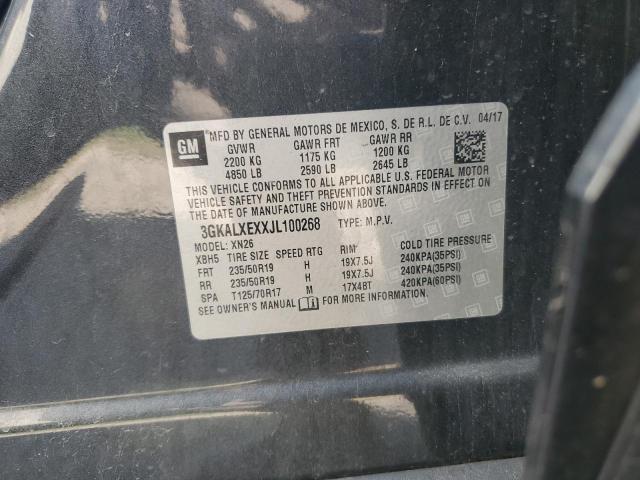 GM MFD BY GENERAL MOTORS DE MEXICO, S. DE R.L. DE C.V. 04/17
GVWR GAWR FRT GAWR RR
2200 KG 1175 KG 1200 KG
4850 LB 2590 LB 2645 LB
THIS VEHICLE CONFORMS TO ALL APPLICABLE U.S. FEDERAL MOTOR
VEHICLE SAFETY AND THEFT PREVENTION STANDARDS IN EFFECT ON
THE DATE OF MANUFACTURE SHOWN ABOVE.
3GKALXEXXJL100268 TYPE: M.P.V.
MODEL: XN26
XBH5 TIRE SIZE SPEED RTG RIM COLD TIRE PRESSURE
FRT 235/50R19 H 19X7.5J 240KPA(35PSI)
RR 235/50R19 H 19X7.5J 240KPA(35PSI)
SPA T125/70R17 M 17X4BT 420KPA(60PSI)
SEE OWNER'S MANUAL FOR MORE INFORMATION.